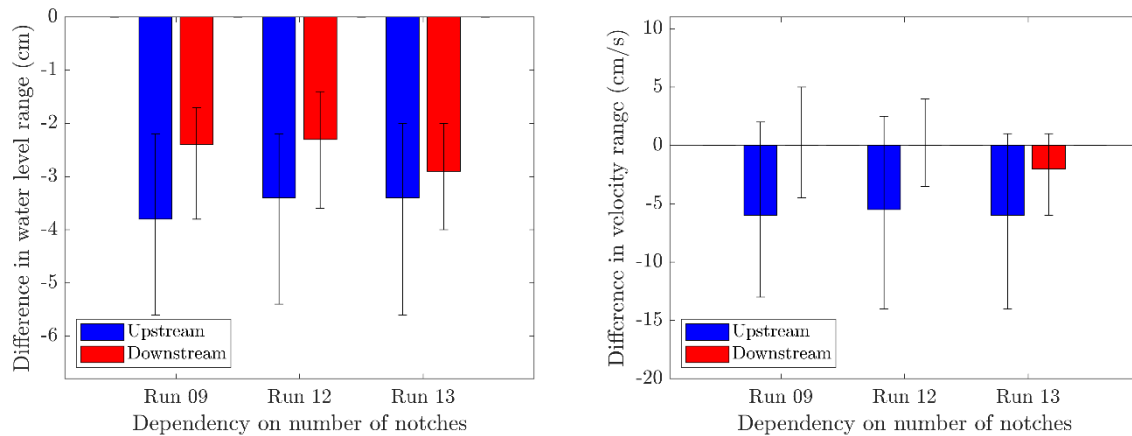 0
-1
-2
-3
-4
-5
-6
Difference in water level range (cm)
Upstream
Downstream
Run 09 Run 12 Run 13
Dependency on number of notches
10
5
0
-5
-10
-15
-20
Difference in velocity range (cm/s)
Upstream
Downstream
Run 09 Run 12 Run 13
Dependency on number of notches